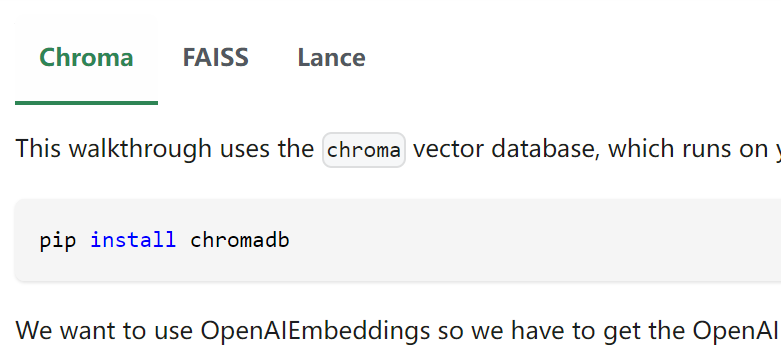 Chroma FAISS Lance
This walkthrough uses the chroma vector database, which runs on
pip install chromadb
We want to use OpenAIEmbeddings so we have to get the OpenAI